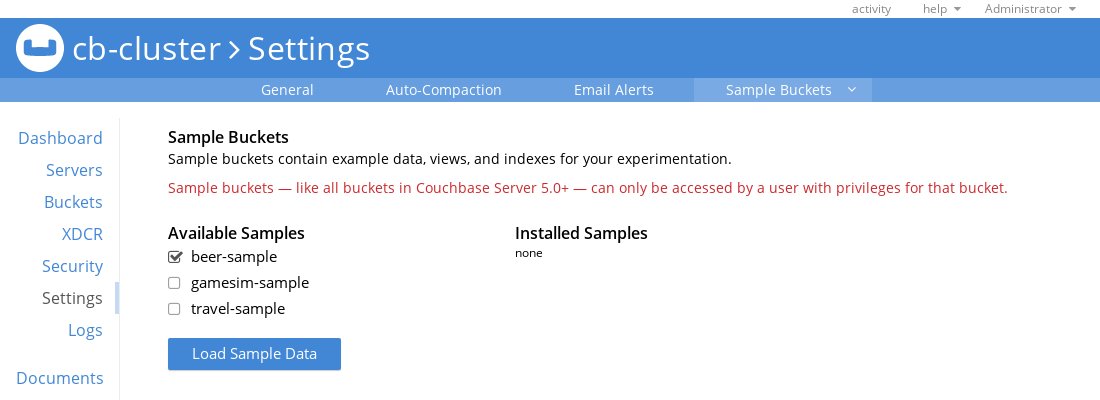 activity help Administrator
cb-cluster > Settings
General Auto-Compaction Email Alerts Sample Buckets
Dashboard
Servers
Buckets
XDCR
Security
Settings
Logs
Documents
Sample Buckets
Sample buckets contain example data, views, and indexes for your experimentation.
Sample buckets — like all buckets in Couchbase Server 5.0+ — can only be accessed by a user with privileges for that bucket.
Available Samples
beer-sample
gamesim-sample
travel-sample
Load Sample Data
Installed Samples
none